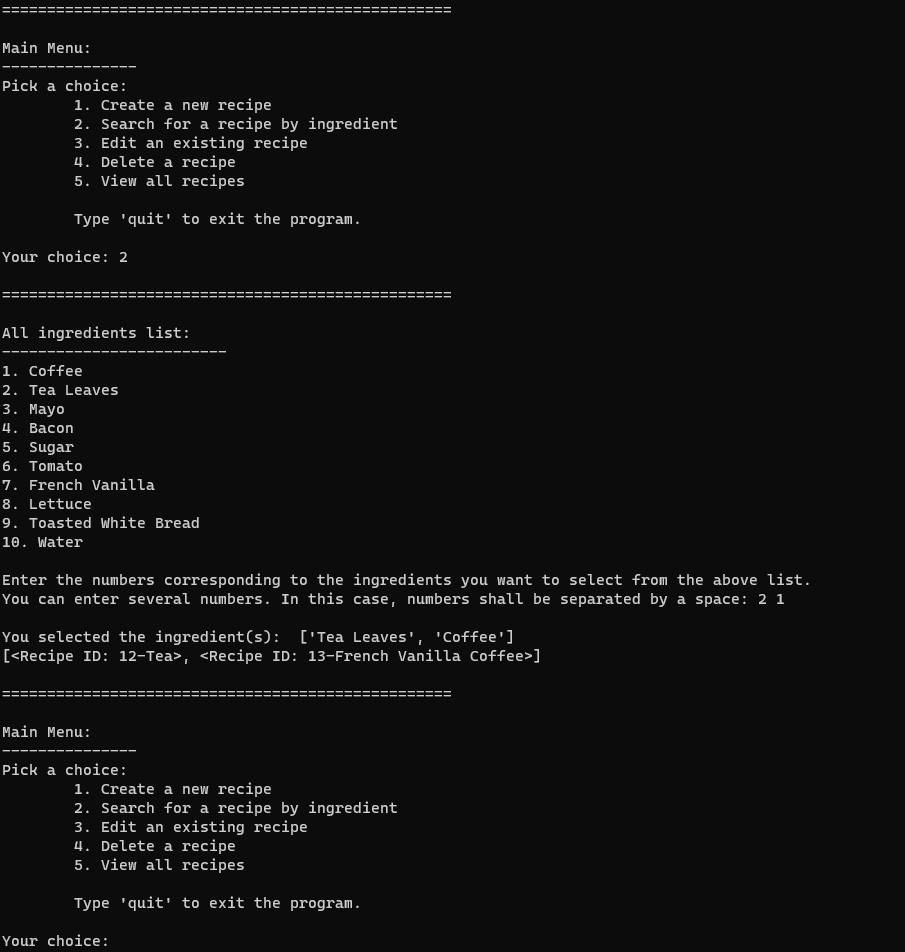 ==================================================
Main Menu:
---------------
Pick a choice:
1. Create a new recipe
2. Search for a recipe by ingredient
3. Edit an existing recipe
4. Delete a recipe
5. View all recipes
Type 'quit' to exit the program.
Your choice: 2
==================================================
All ingredients list:
-------------------------
1. Coffee
2. Tea Leaves
3. Mayo
4. Bacon
5. Sugar
6. Tomato
7. French Vanilla
8. Lettuce
9. Toasted White Bread
10. Water
Enter the numbers corresponding to the ingredients you want to select from the above list.
You can enter several numbers. In this case, numbers shall be separated by a space: 2 1
You selected the ingredient(s):  ['Tea Leaves', 'Coffee']
[<Recipe ID: 12-Tea>, <Recipe ID: 13-French Vanilla Coffee>]
==================================================
Main Menu:
---------------
Pick a choice:
1. Create a new recipe
2. Search for a recipe by ingredient
3. Edit an existing recipe
4. Delete a recipe
5. View all recipes
Type 'quit' to exit the program.
Your choice: